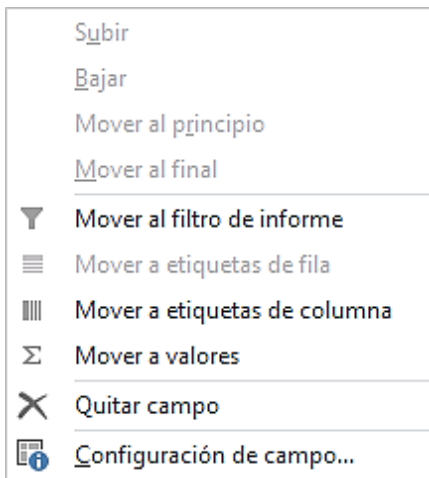 Subir
Bajar
Mover al principio
Mover al final
Mover al filtro de informe
Mover a etiquetas de fila
Mover a etiquetas de columna
Σ Mover a valores
Quitar campo
Configuración de campo...